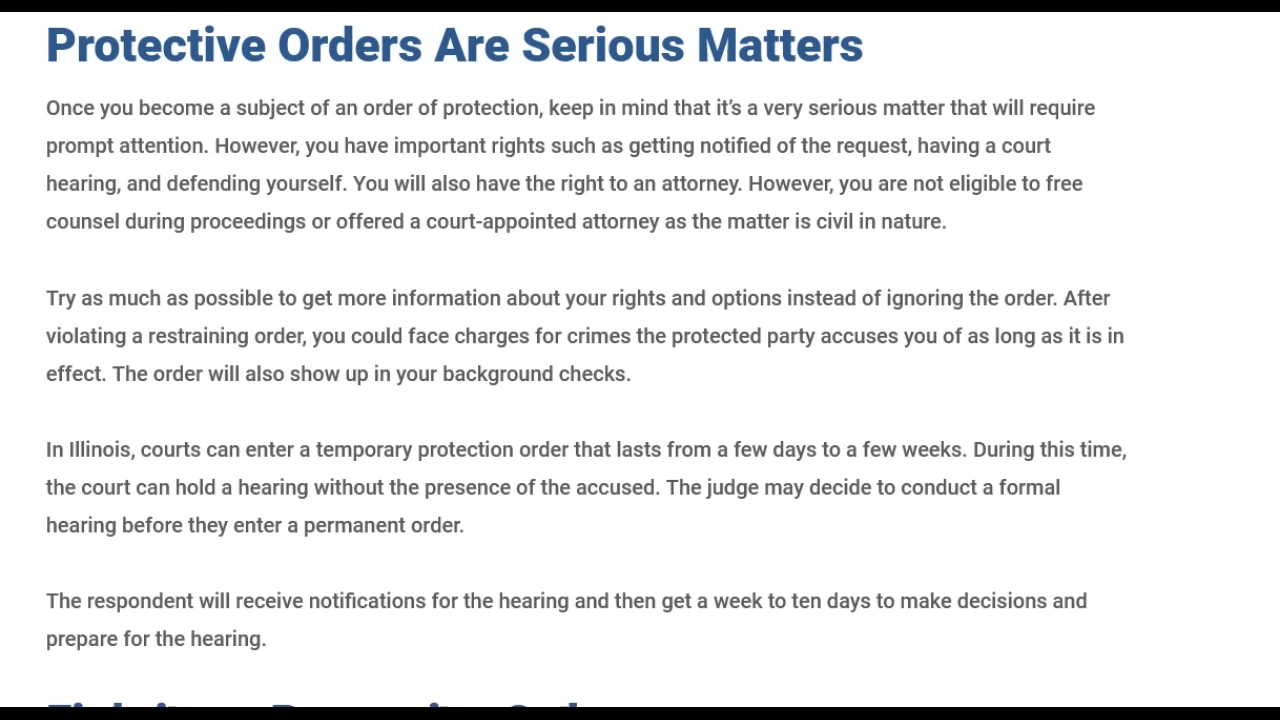 Protective Orders Are Serious Matters
Once you become a subject of an order of protection, keep in mind that it’s a very serious matter that will require
prompt attention. However, you have important rights such as getting notified of the request, having a court
hearing, and defending yourself. You will also have the right to an attorney. However, you are not eligible to free
counsel during proceedings or offered a court-appointed attorney as the matter is civil in nature.
Try as much as possible to get more information about your rights and options instead of ignoring the order. After
violating a restraining order, you could face charges for crimes the protected party accuses you of as long as it is in
effect. The order will also show up in your background checks.
In Illinois, courts can enter a temporary protection order that lasts from a few days to a few weeks. During this time,
the court can hold a hearing without the presence of the accused. The judge may decide to conduct a formal
hearing before they enter a permanent order.
The respondent will receive notifications for the hearing and then get a week to ten days to make decisions and
prepare for the hearing.